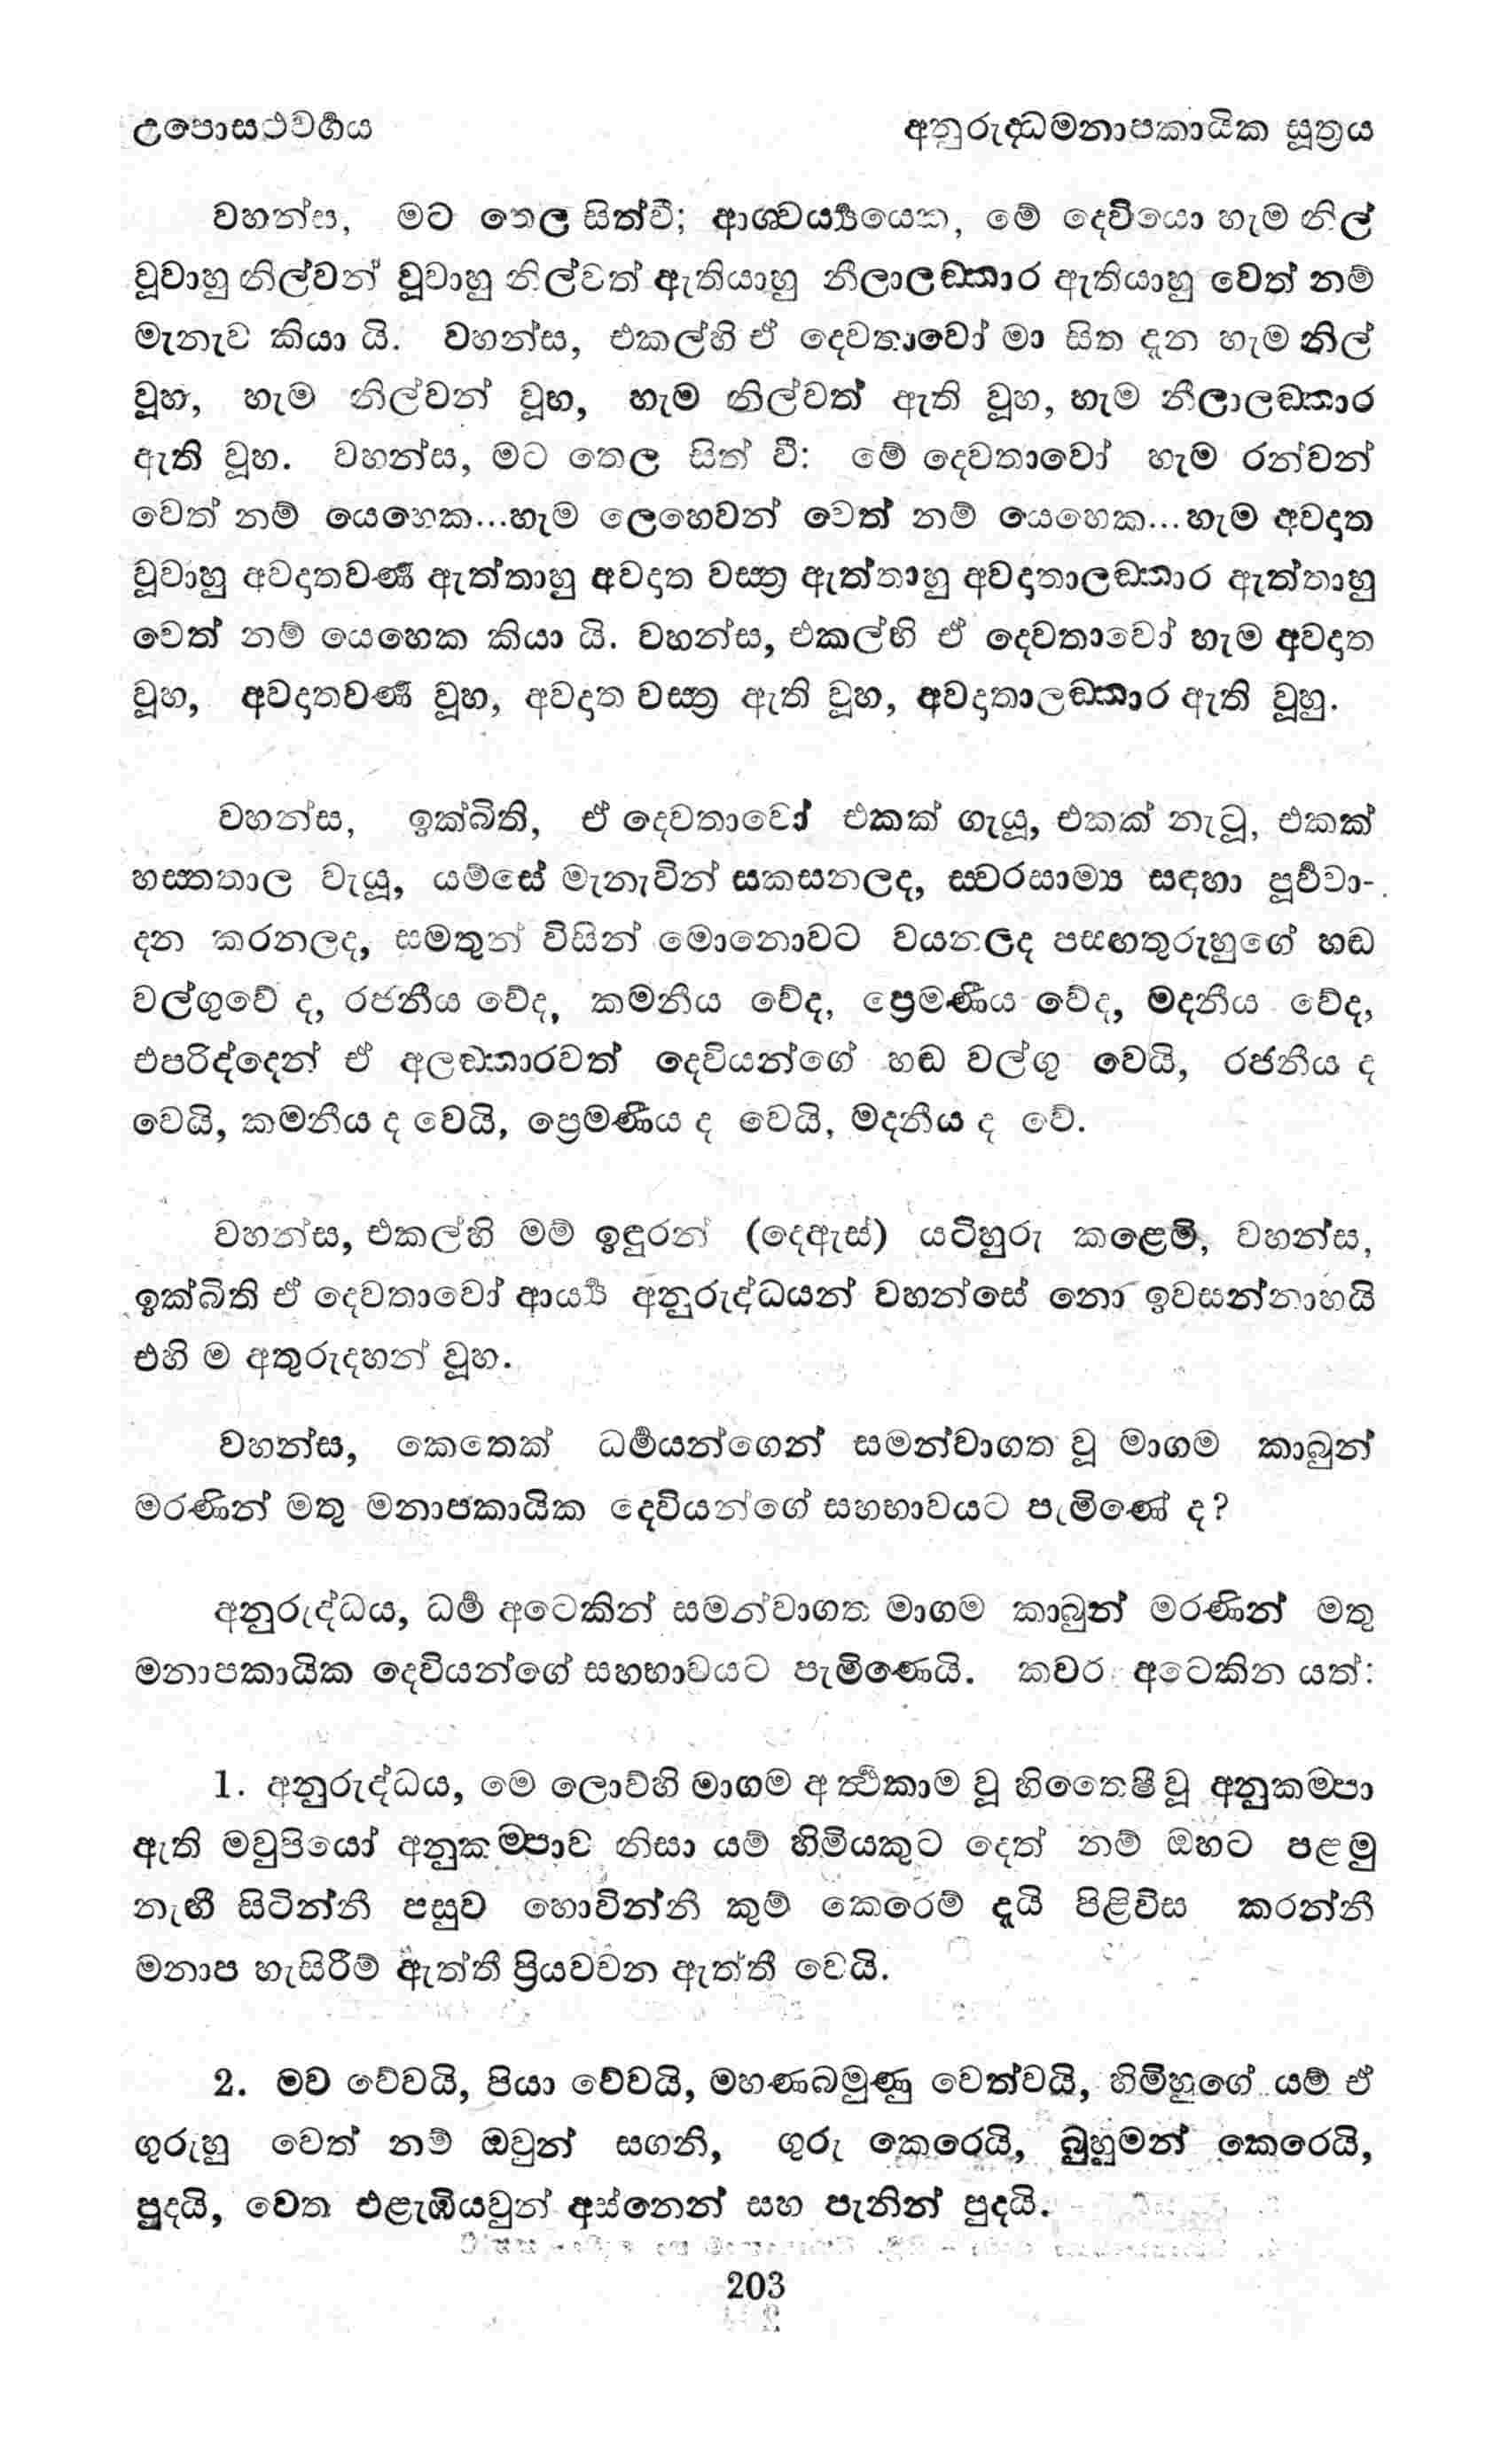 උපොසථවර්‍ගය	අනුරුද්‍ධමනාපකායික සූත්‍රය
වහන්ස, මට තෙල සිත්වී; ආශ්‍චර්‍ය්‍යයෙක, මේ දෙවියො හැම නිල්
වූවාහු නිල්වන් වූවාහු නිල්වත් ඇතියාහු නීලාලඞ්කාර ඇතියාහු වෙත් නම්
මැනැව කියා යි. වහන්ස, එකල්හි ඒ දෙවතාවෝ මා සිත දැන හැම නිල්
වූහ, හැම නිල්වන් වූහ, හැම නිල්වත් ඇති වූහ, හැම නීලාලඞ්කාර
ඇති වූහ. වහන්ස, මට තෙල සිත් වී: මේ දෙවතාවෝ හැම රන්වන්
වෙත් නම් යෙහෙක...හැම ලෙහෙවන් වෙත් නම් යෙහෙක...හැම අවදාත
වූවාහු අවදාතවර්‍ණ ඇත්තාහු අවදාත වස්ත්‍ර ඇත්තාහු අවදාතාලඞ්කාර ඇත්තාහු
වෙත් නම් යෙහෙක කියා යි. වහන්ස, එකල්හි ඒ දෙවතාවෝ හැම අවදාත
වූහ, අවදාතවර්‍ණ වූහ, අවදාත වස්ත්‍ර ඇති වූහ, අවදාතාලඞ්කාර ඇති වූහු.
වහන්ස, ඉක්බිති, ඒ දෙවතාවෝ එකක් ගැයූ, එකක් නැටූ, එකක්
හස්තතාල වැයූ, යම්සේ මැනැවින් සකසනලද, ස්වරසාම්‍ය සඳහා පූර්‍වවා-
දන කරනලද, සමතුන් විසින් මොනොවට වයනලද පසඟතුරුහුගේ හඬ
වල්ගුවේ ද, රජනීය වේද, කමනීය වේද, ප්‍රෙමණීය වේද, මදනීය වේද,
එපරිද්දෙන් ඒ අලඞ්කාරවත් දෙවියන්ගේ හඬ වල්ගු වෙයි, රජනීය ද
වෙයි, කමනීය ද වෙයි, ප්‍රෙමණීය ද වෙයි, මදනීය ද වේ.
වහන්ස, එකල්හි මම් ඉඳුරන් (දෙඇස්) යටිහුරු කළෙමි, වහන්ස,
ඉක්බිති ඒ දෙවතාවෝ ආර්‍ය්‍ය අනුරුද්ධයන් වහන්සේ නො ඉවසන්නාහයි
එහි ම අතුරුදහන් වූහ.
වහන්ස, කෙතෙක් ධර්‍මයන්ගෙන් සමන්වාගත වූ මාගම කාබුන්
මරණින් මතු මනාපකායික දෙවියන්ගේ සහභාවයට පැමිණේ ද?
අනුරුද්ධය, ධර්‍ම අටෙකින් සමන්වාගත මාගම කාබුන් මරණින් මතු
මනාපකායික දෙවියන්ගේ සහභාවයට පැමිණෙයි. කවර අටෙකින යත්:
1. අනුරුද්ධය, මෙ ලොව්හි මාගම අර්‍ත්‍ථකාම වූ හිතෛෂී වූ අනුකම්පා
ඇති මවුපියෝ අනුකම්පාව නිසා යම් හිමියකුට දෙත් නම් ඔහට පළමු
නැඟී සිටින්නී පසුව හොවින්නී කුම් කෙරෙම් දැයි පිළිවිස කරන්නී
මනාප හැසිරීම් ඇත්තී ප්‍රියවචන ඇත්තී වෙයි.
2. මව වේවයි, පියා වේවයි, මහණබමුණු වෙත්වයි, හිමිහුගේ යම් ඒ
ගුරුහු වෙත් නම් ඔවුන් සගනි, ගුරු කෙරෙයි, බුහුමන් කෙරෙයි,
පුදයි, වෙත එළැඹියවුන් අස්නෙන් සහ පැනින් පුදයි.
203